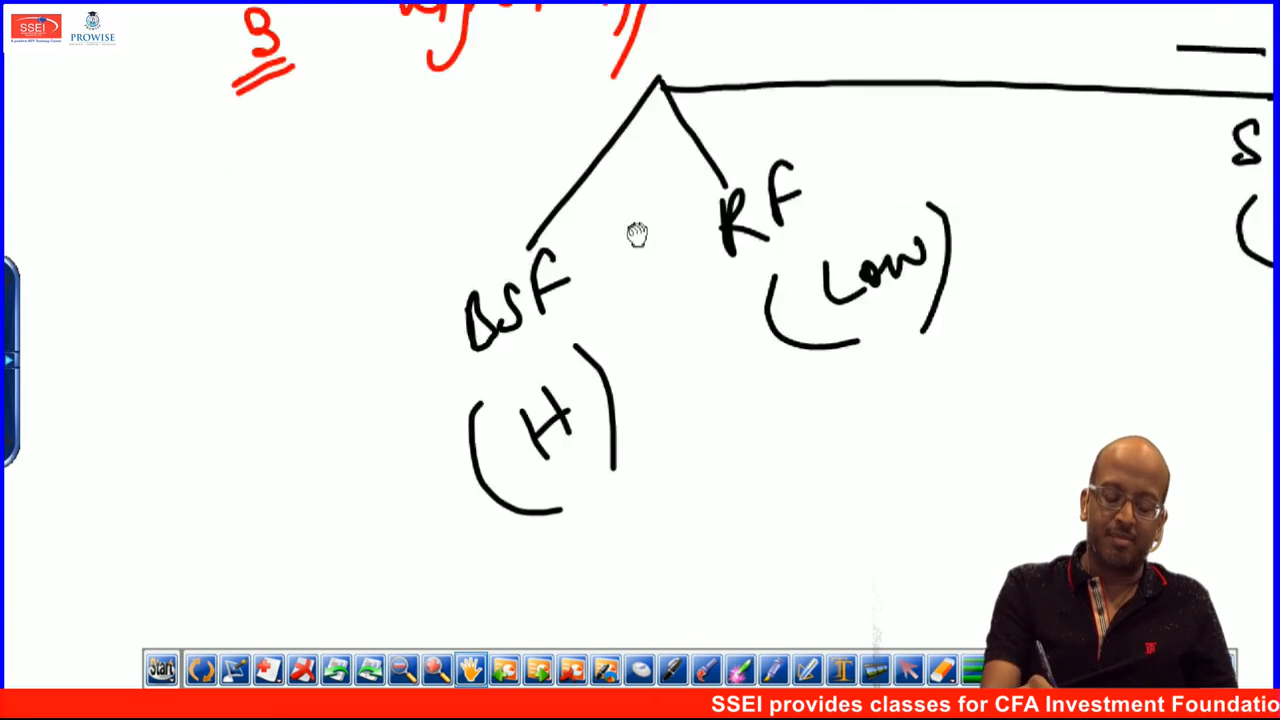 SSEI
PROWISE
3
S
RF
(Low)
BSF
(H)
Start
SSEI provides classes for CFA Investment Foundatio